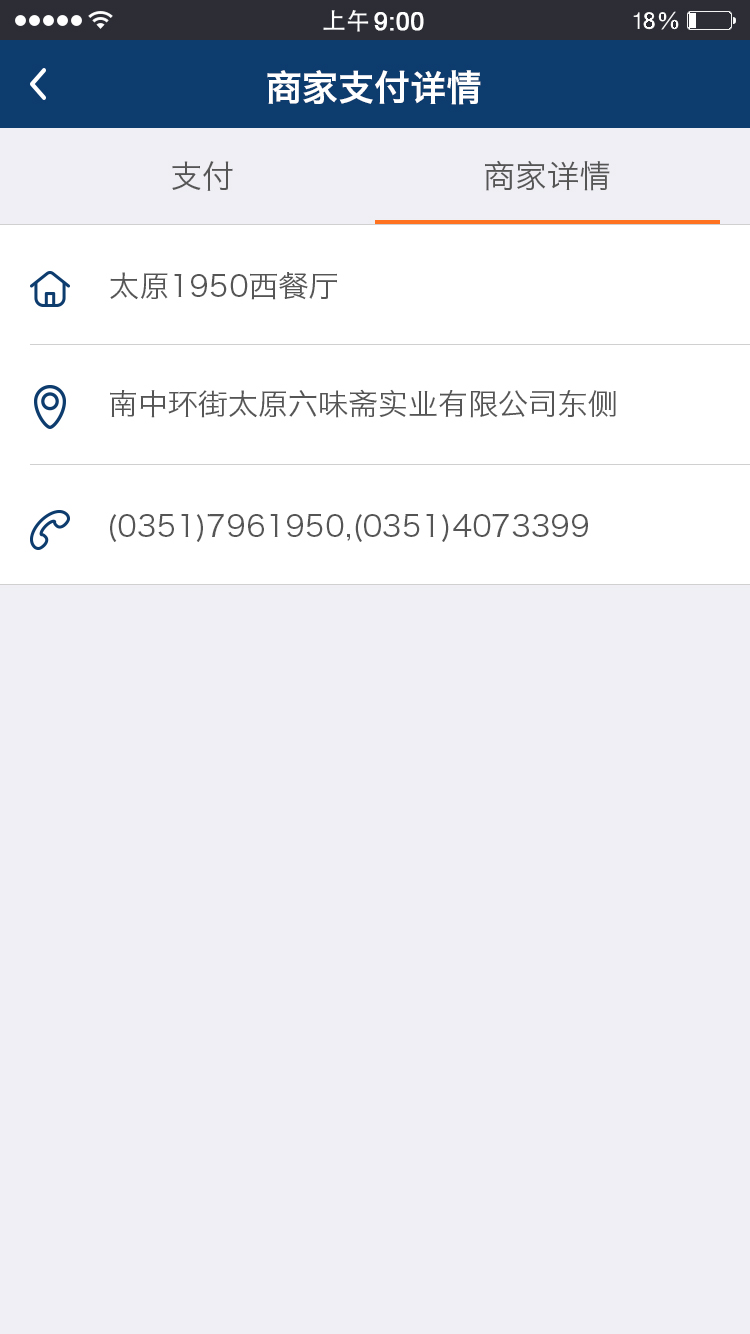 上午9:00 18%
商家支付详情
支付 商家详情
太原1950西餐厅
南中环街太原六味斋实业有限公司东侧
(0351)7961950,(0351)4073399